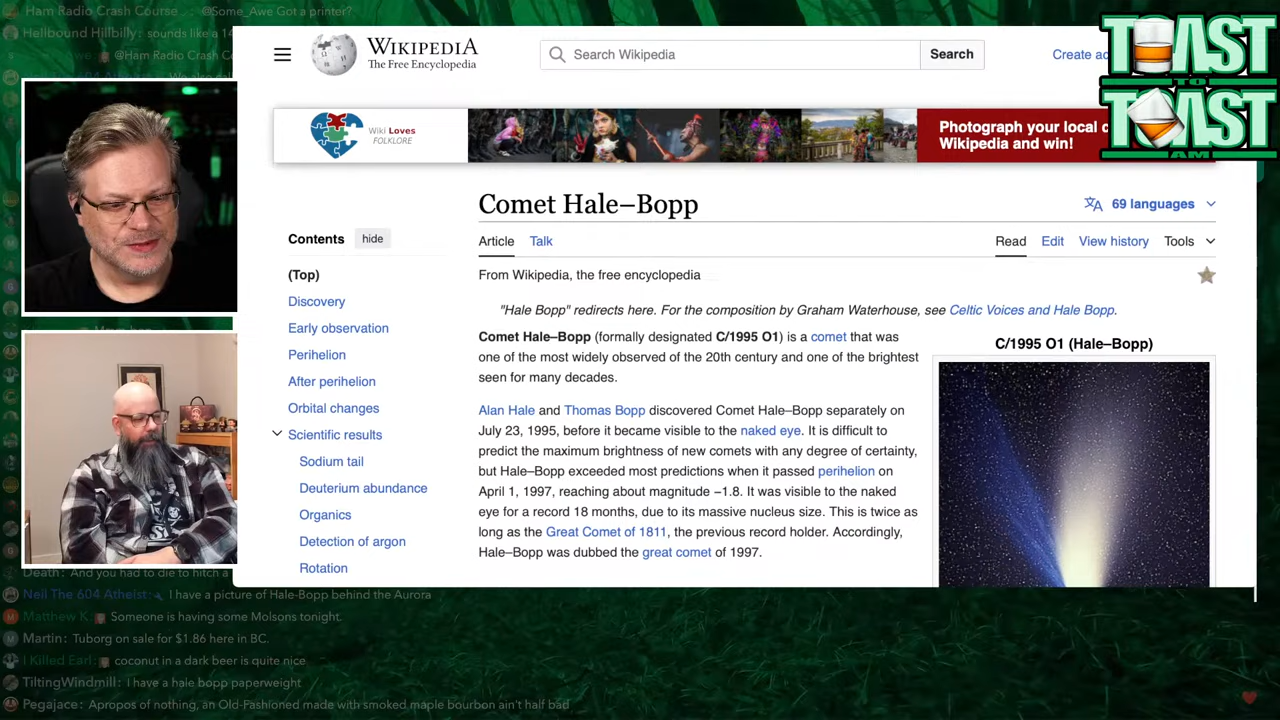 Ham Radio Crash Course : @Some_Awe Got a printer?
Hellbound Hillbilly: sounds like a
@Ham Radio Crash C
WIKIPEDIA
The Free Encyclopedia
Search Wikipedia
Search
Create ac
TOAST
TO
TOAST
AM
Wiki Loves
FOLKLORE
Photograph your local c
Wikipedia and win!
Comet Hale–Bopp
69 languages
Contents
hide
Article
Talk
Read
Edit
View history
Tools
(Top)
Discovery
Early observation
Perihelion
After perihelion
Orbital changes
Scientific results
Sodium tail
Deuterium abundance
Organics
Detection of argon
Rotation
From Wikipedia, the free encyclopedia
"Hale Bopp" redirects here. For the composition by Graham Waterhouse, see Celtic Voices and Hale Bopp.
Comet Hale–Bopp (formally designated C/1995 O1) is a comet that was
one of the most widely observed of the 20th century and one of the brightest
seen for many decades.
C/1995 O1 (Hale–Bopp)
Alan Hale and Thomas Bopp discovered Comet Hale–Bopp separately on
July 23, 1995, before it became visible to the naked eye. It is difficult to
predict the maximum brightness of new comets with any degree of certainty,
but Hale–Bopp exceeded most predictions when it passed perihelion on
April 1, 1997, reaching about magnitude −1.8. It was visible to the naked
eye for a record 18 months, due to its massive nucleus size. This is twice as
long as the Great Comet of 1811, the previous record holder. Accordingly,
Hale–Bopp was dubbed the great comet of 1997.
Death: And you had to die to hitch a
Neil The 604 Atheist: I have a picture of Hale-Bopp behind the Aurora
Matthew K: Someone is having some Molsons tonight.
Martin: Tuborg on sale for $1.86 here in BC.
I Killed Earl: coconut in a dark beer is quite nice
TiltingWindmill: I have a hale bopp paperweight
Pegajace: Apropos of nothing, an Old-Fashioned made with smoked maple bourbon ain't half bad